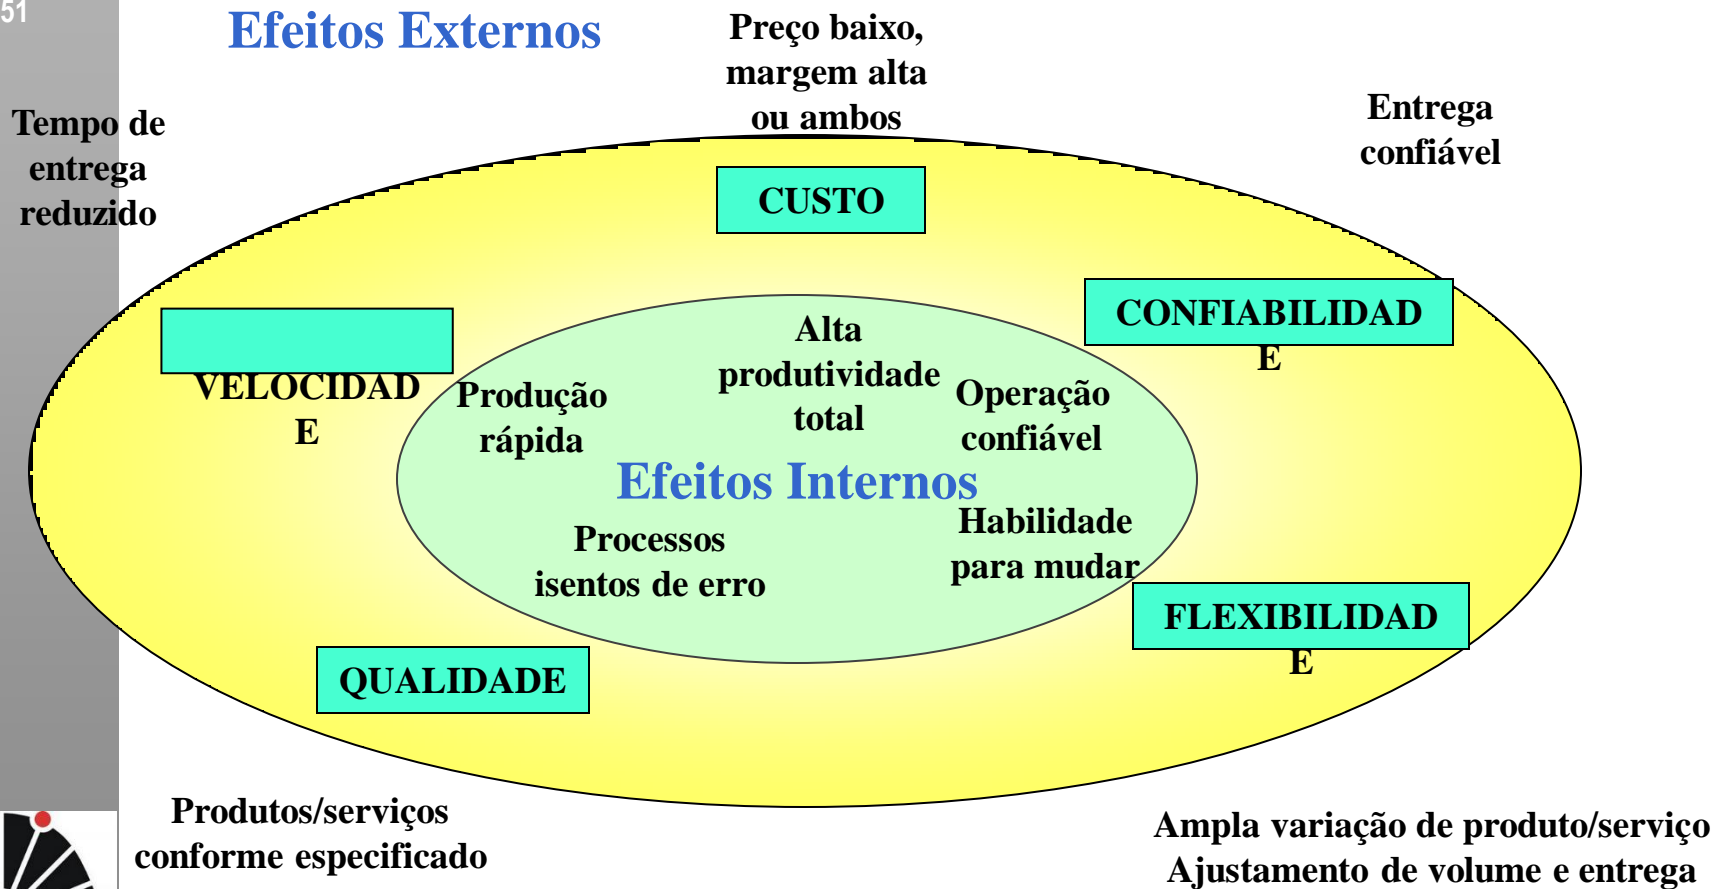 51
Efeitos Externos
Preço baixo,
margem alta
ou ambos
Tempo de
entrega
reduzido
Entrega
confiável
CUSTO
CONFIABILIDAD
E
VELOCIDAD
E
Alta
produtividade
total
Produção
rápida
Operação
confiável
Efeitos Internos
Processos
isentos de erro
Habilidade
para mudar
FLEXIBILIDAD
E
QUALIDADE
Produtos/serviços
conforme especificado
Ampla variação de produto/serviço
Ajustamento de volume e entrega